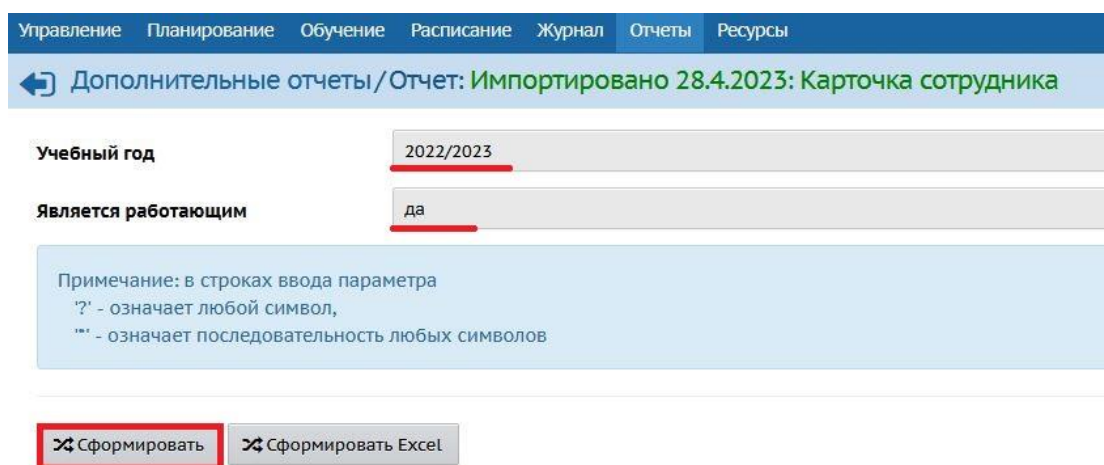 Управление Планирование Обучение Расписание Журнал Отчеты Ресурсы
Дополнительные отчеты/Отчет: Импортировано 28.4.2023: Карточка сотрудника
Учебный год 2022/2023
Является работающим да
Примечание: в строках ввода параметра
'?' - означает любой символ,
'*' - означает последовательность любых символов
Сформировать Сформировать Excel